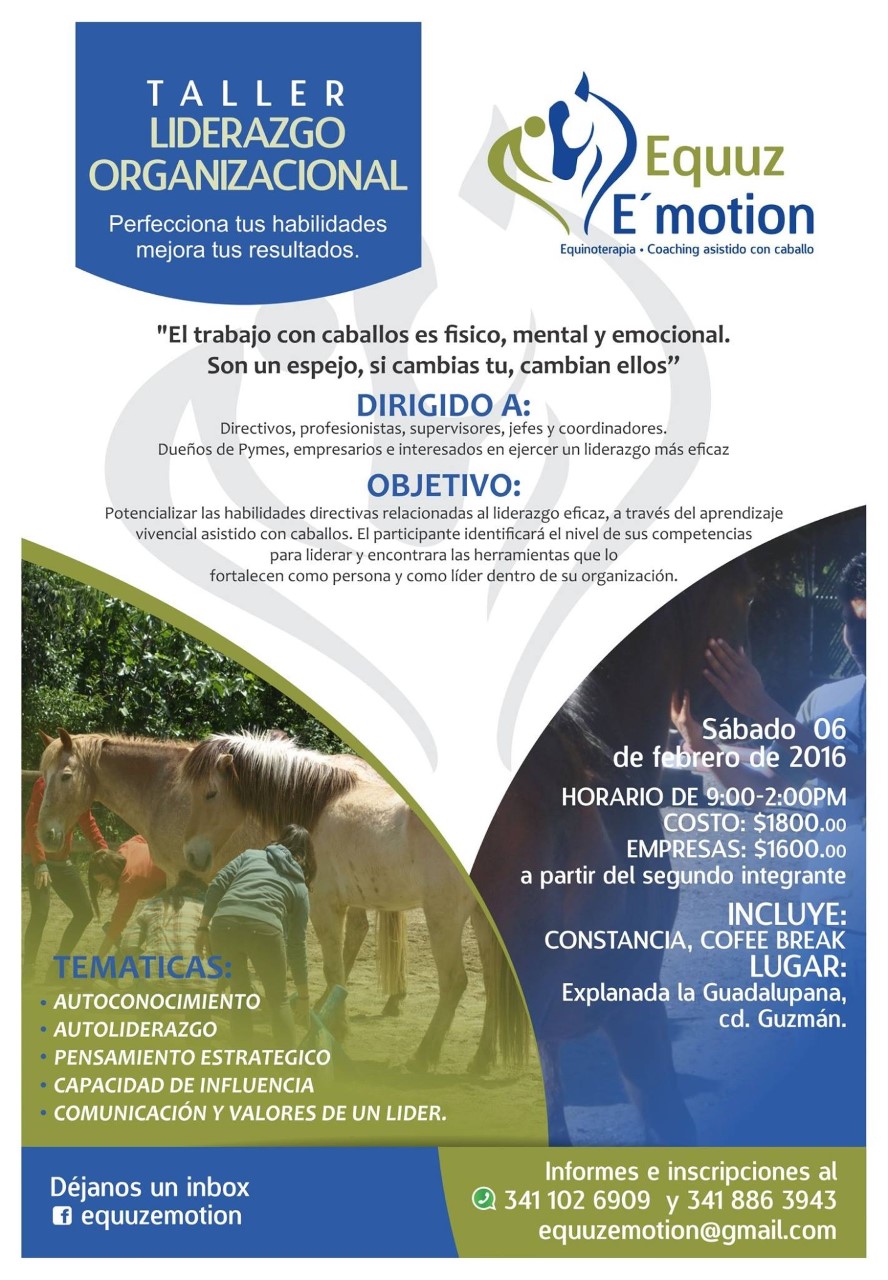 TALLER
LIDERAZGO
ORGANIZACIONAL
Perfecciona tus habilidades
mejora tus resultados.
Equuz
E´motion
Equinoterapia • Coaching asistido con caballo
"El trabajo con caballos es fisico, mental y emocional.
Son un espejo, si cambias tu, cambian ellos”
DIRIGIDO A:
Directivos, profesionistas, supervisores, jefes y coordinadores.
Dueños de Pymes, empresarios e interesados en ejercer un liderazgo más eficaz
OBJETIVO:
Potencializar las habilidades directivas relacionadas al liderazgo eficaz, a través del aprendizaje
vivencial asistido con caballos. El participante identificará el nivel de sus competencias
para liderar y encontrara las herramientas que lo
fortalecen como persona y como líder dentro de su organización.
Sábado 06
de febrero de 2016
HORARIO DE 9:00-2:00PM
COSTO: $1800.00
EMPRESAS: $1600.00
a partir del segundo integrante
INCLUYE:
CONSTANCIA, COFEE BREAK
LUGAR:
Explanada la Guadalupana,
cd. Guzmán.
TEMATICAS:
• AUTOCONOCIMIENTO
• AUTOLIDERAZGO
• PENSAMIENTO ESTRATEGICO
• CAPACIDAD DE INFLUENCIA
• COMUNICACIÓN Y VALORES DE UN LIDER.
Déjanos un inbox
equuzemotion
Informes e inscripciones al
341 102 6909 y 341 886 3943
equuzemotion@gmail.com